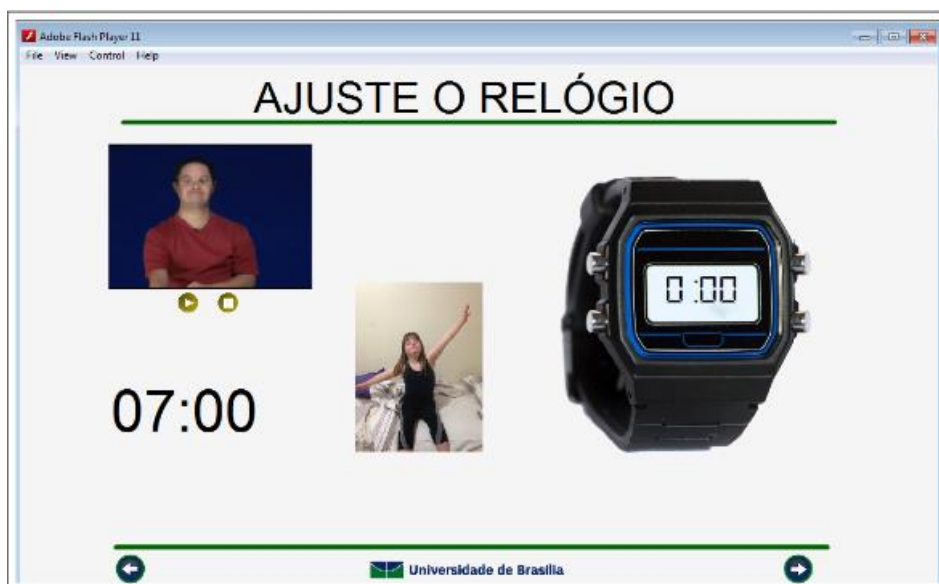 Adobe Flash Player 11
File View Control Help
AJUSTE O RELÓGIO
0:00
07:00
Universidade de Brasília